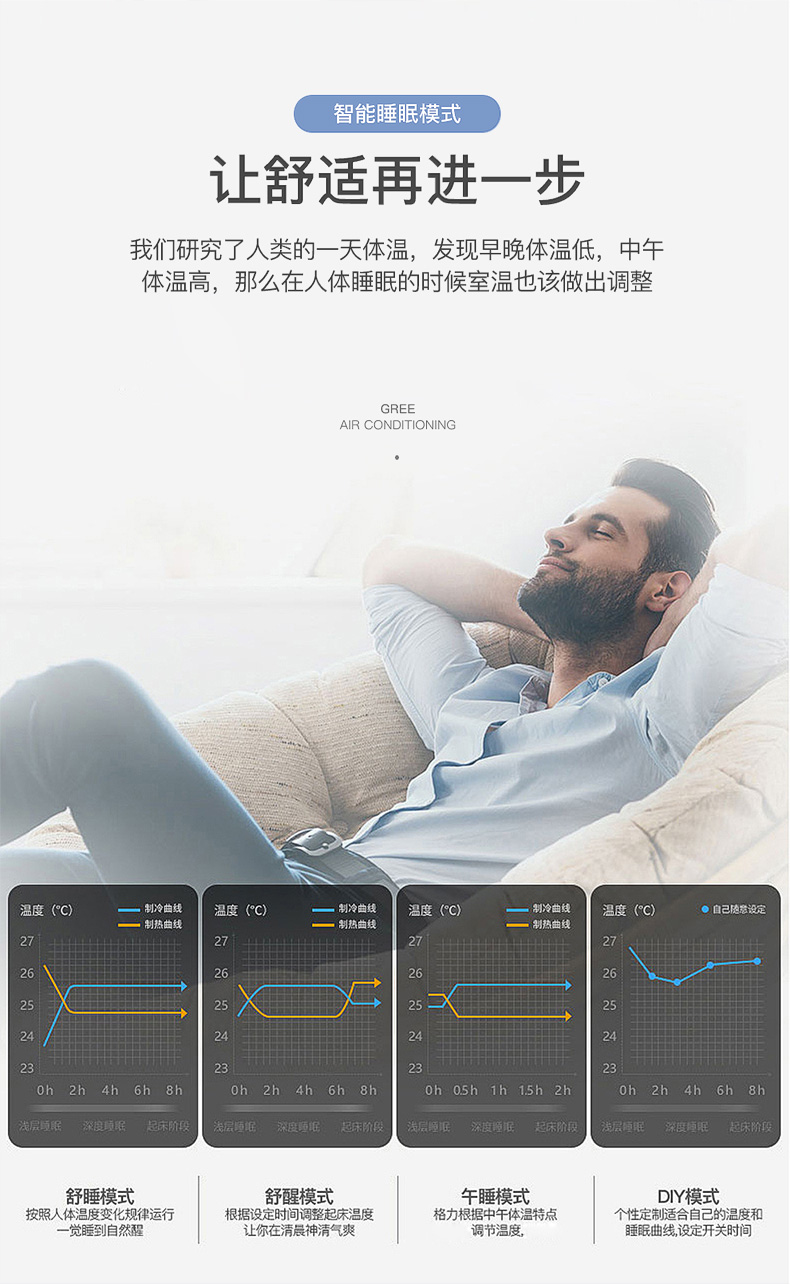 智能睡眠模式
让舒适再进一步
我们研究了人类的一天体温，发现早晚体温低，中午
体温高，那么在人体睡眠的时候室温也该做出调整
GREE
AIR CONDITIONING
温度（℃）
制冷曲线
制热曲线
27
26
25
24
23
0h 2h 4h 6h 8h
浅层睡眠 深度睡眠 起床阶段
温度（℃）
制冷曲线
制热曲线
27
26
25
24
23
0h 2h 4h 6h 8h
浅层睡眠 深度睡眠 起床阶段
温度（℃）
制冷曲线
制热曲线
27
26
25
24
23
0h 0.5h 1h 1.5h 2h
浅层睡眠 深度睡眠 起床阶段
温度（℃）
自己随意设定
27
26
25
24
23
0h 2h 4h 6h 8h
浅层睡眠 深度睡眠 起床阶段
舒睡模式
按照人体温度变化规律运行
一觉睡到自然醒
舒醒模式
根据设定时间调整起床温度
让你在清晨神清气爽
午睡模式
格力根据中午体温特点
调节温度,
DIY模式
个性定制适合自己的温度和
睡眠曲线,设定开关时间